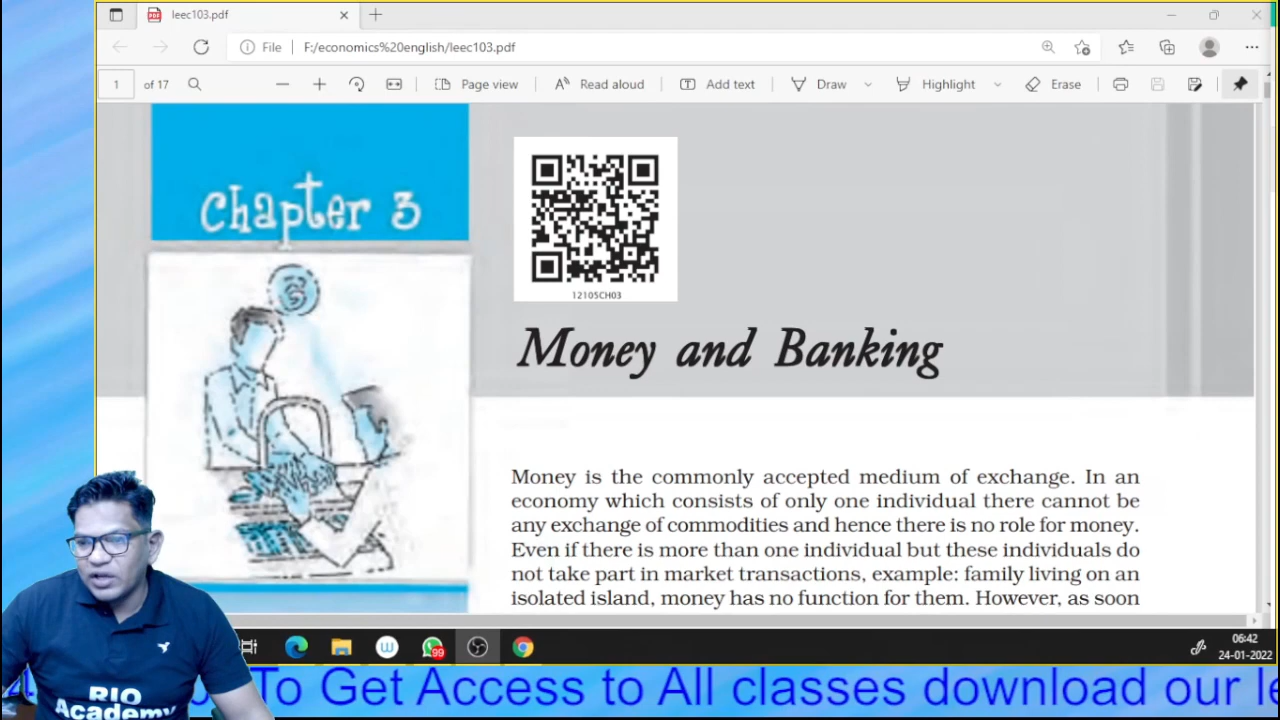 leec103.pdf
File F:/economics%20english/leec103.pdf
1 of 17 Page view Read aloud Add text Draw Highlight Erase
Chapter 3
12105CH03
Money and Banking
Money is the commonly accepted medium of exchange. In an
economy which consists of only one individual there cannot be
any exchange of commodities and hence there is no role for money.
Even if there is more than one individual but these individuals do
not take part in market transactions, example: family living on an
isolated island, money has no function for them. However, as soon
99
06:42
24-01-2022
RIO
Academy
To Get Access to All classes download our le